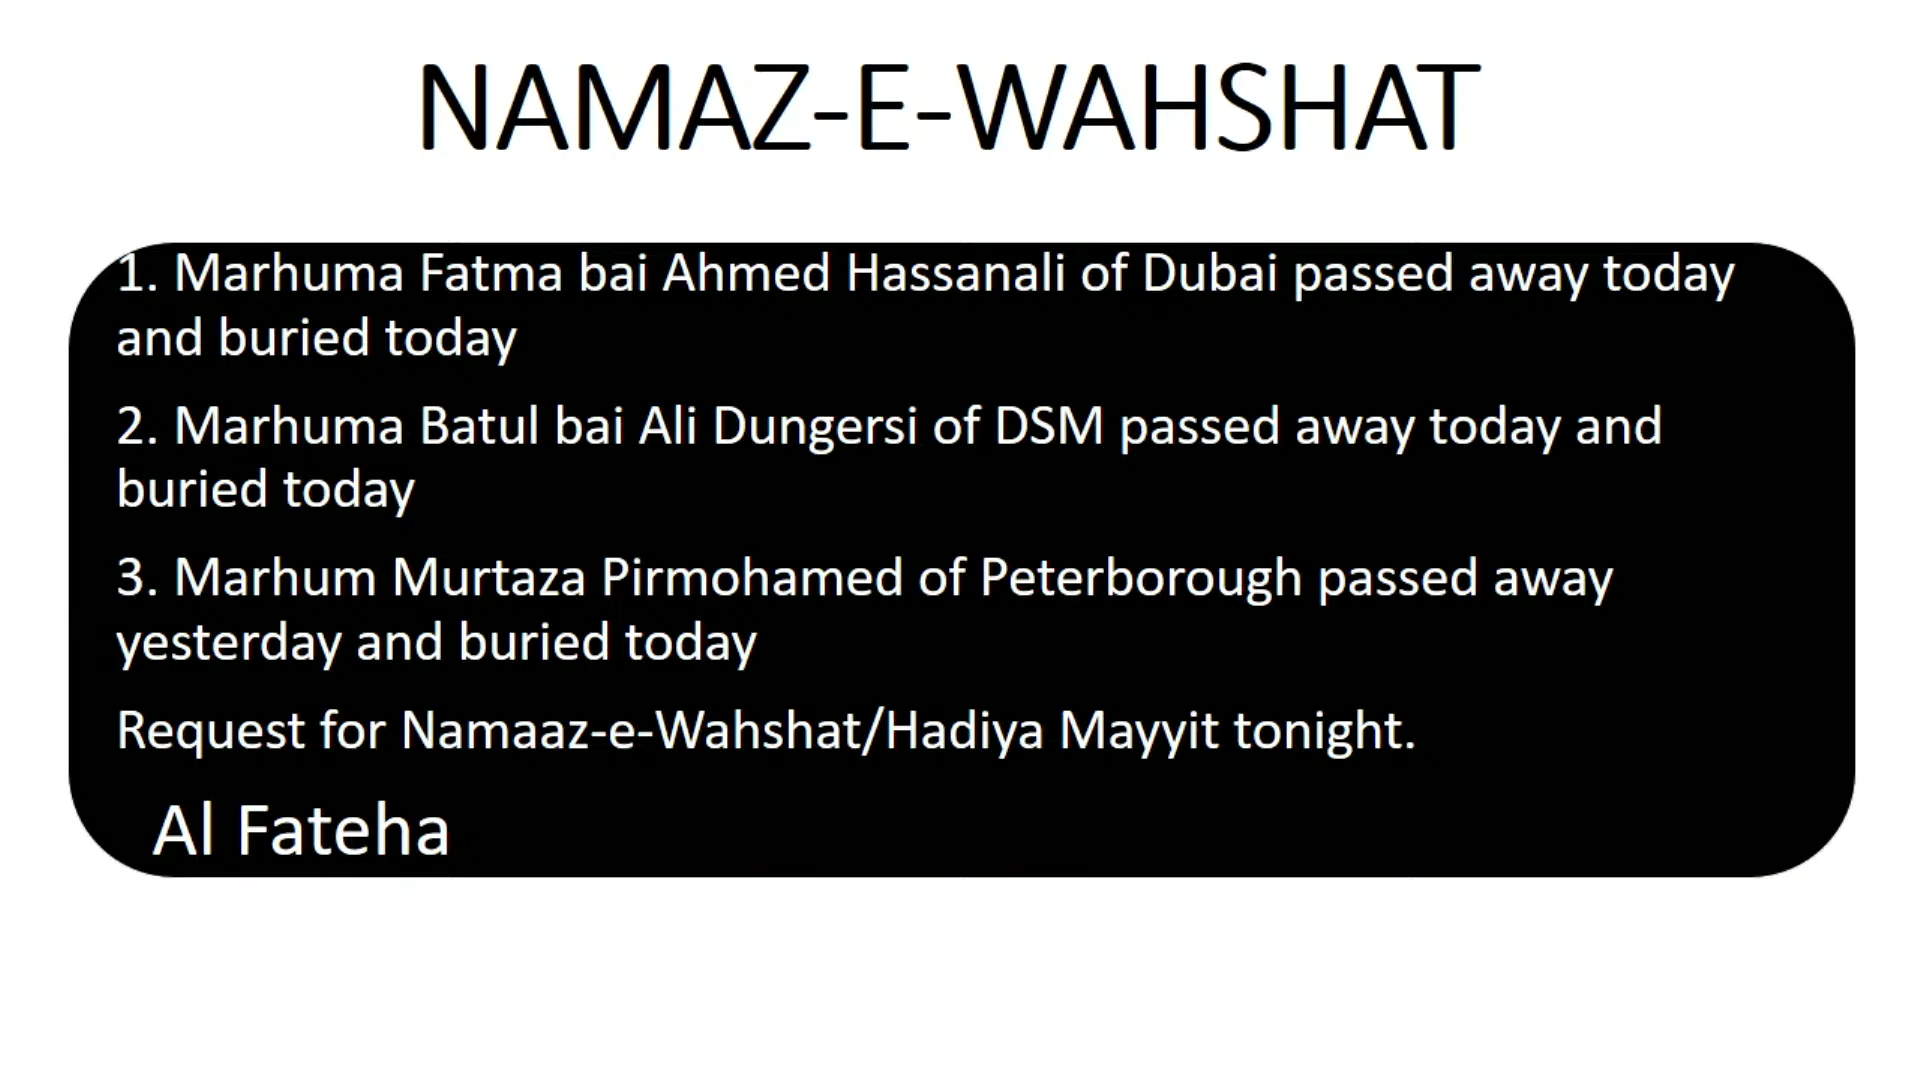 NAMAZ-E-WAHSHAT
1. Marhuma Fatma bai Ahmed Hassanali of Dubai passed away today
and buried today
2. Marhuma Batul bai Ali Dungersi of DSM passed away today and
buried today
3. Marhum Murtaza Pirmohamed of Peterborough passed away
yesterday and buried today
Request for Namaaz-e-Wahshat/Hadiya Mayyit tonight.
Al Fateha